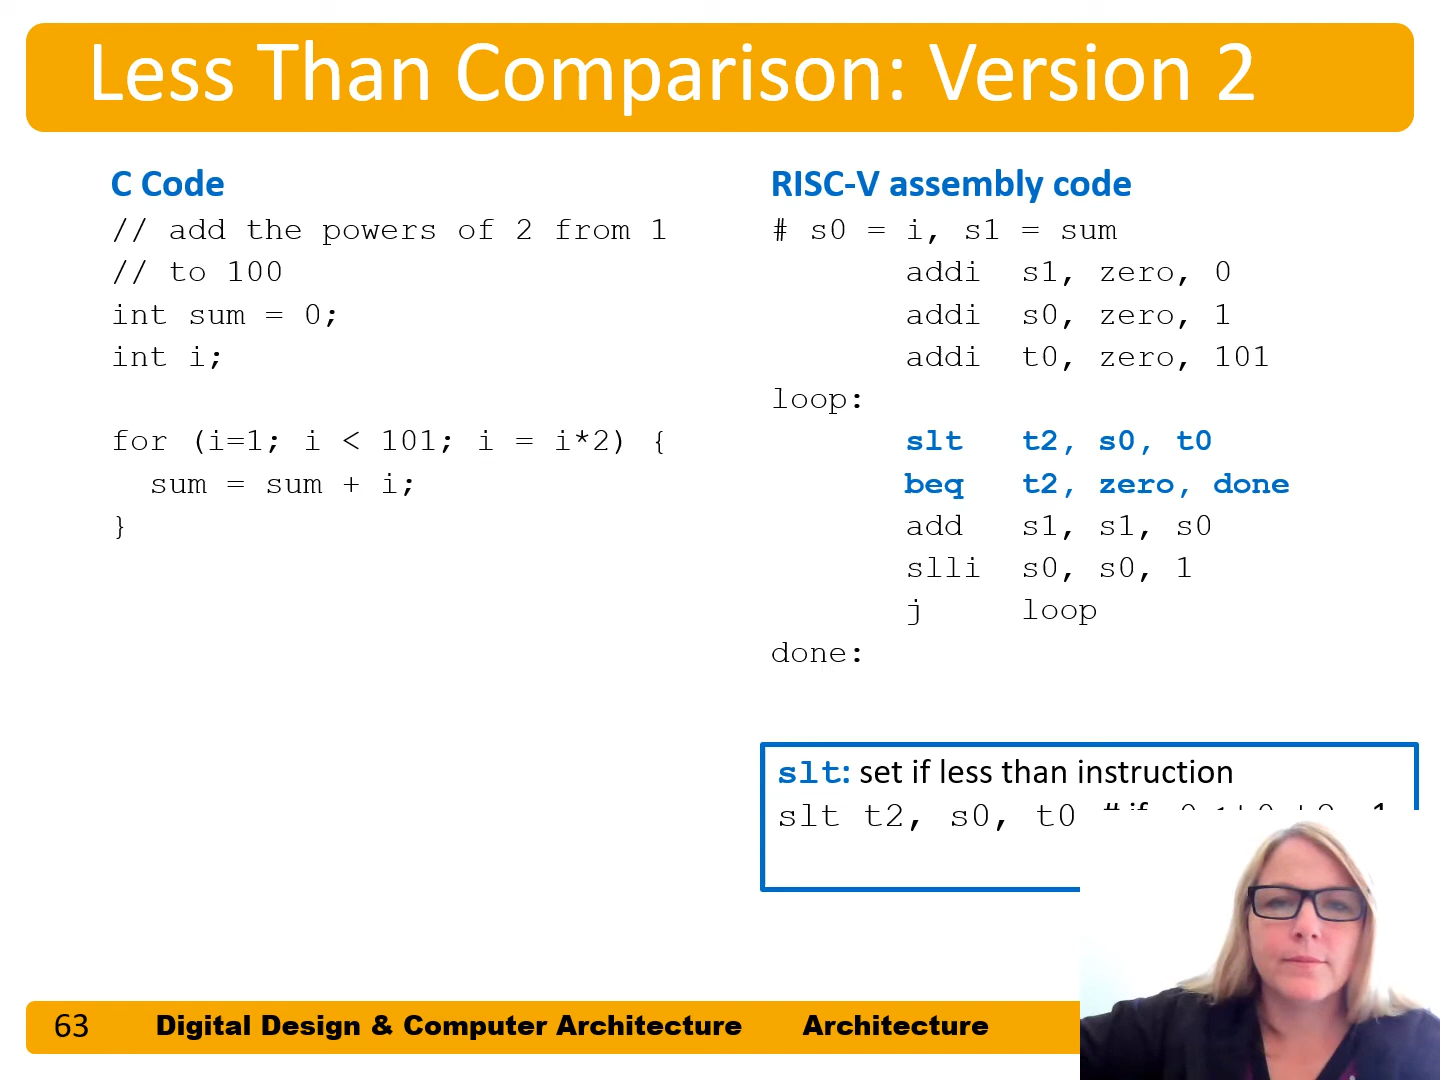 Less Than Comparison: Version 2
C Code
// add the powers of 2 from 1
// to 100
int sum = 0;
int i;
for (i=1; i < 101; i = i*2) {
  sum = sum + i;
}
RISC-V assembly code
# s0 = i, s1 = sum
       addi  s1, zero, 0
       addi  s0, zero, 1
       addi  t0, zero, 101
loop:
       slt   t2, s0, t0
       beq   t2, zero, done
       add   s1, s1, s0
       slli  s0, s0, 1
       j     loop
done:
slt: set if less than instruction
slt t2, s0, t0 # if
63 Digital Design & Computer Architecture Architecture